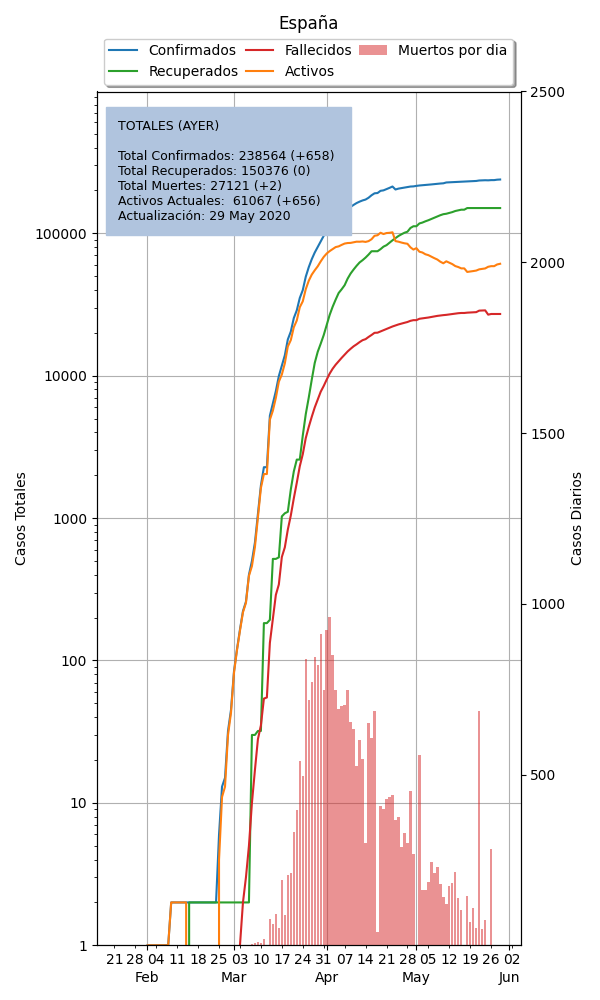 España
Confirmados Fallecidos Muertos por dia
Recuperados Activos
TOTALES (AYER)
Total Confirmados: 238564 (+658)
Total Recuperados: 150376 (0)
Total Muertes: 27121 (+2)
Activos Actuales:  61067 (+656)
Actualización: 29 May 2020
2500
100000
2000
10000
1500
1000
1000
100
500
10
1
Casos Totales
Casos Diarios
21 28 04 11 18 25 03 10 17 24 31 07 14 21 28 05 12 19 26 02
Feb Mar Apr May Jun